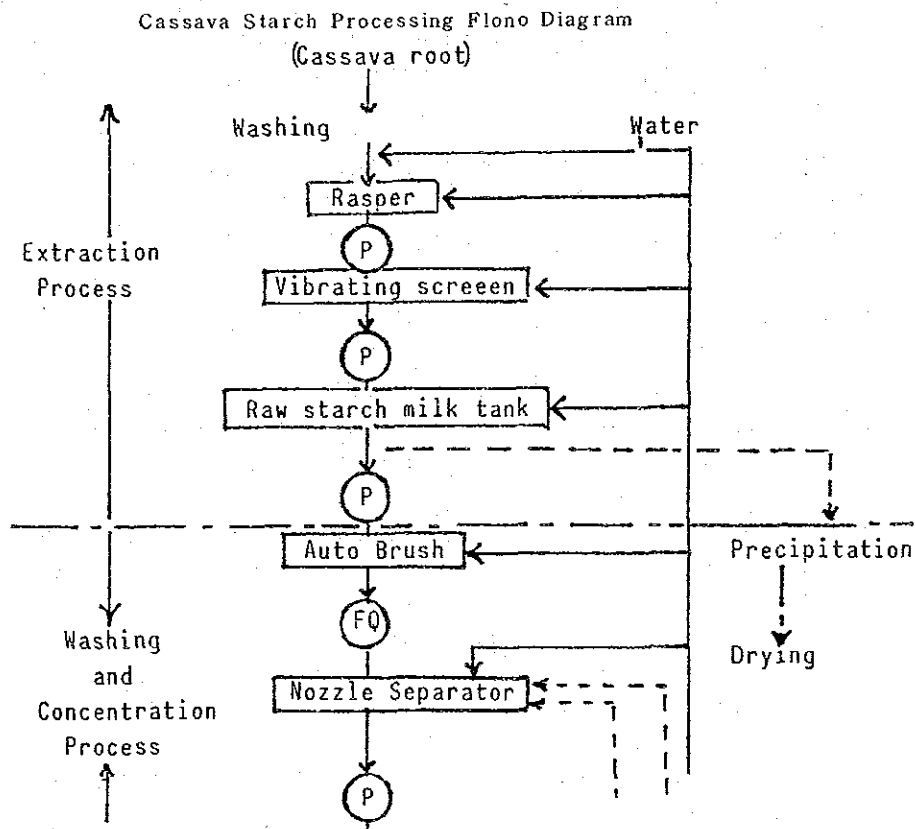 Cassava Starch Processing Flono Diagram
(Cassava root)
Washing
Water
Rasper
P
Extraction
Process
Vibrating screeen
P
Raw starch milk tank
P
Auto Brush
Precipitation
FQ
Washing
and
Concentration
Process
Drying
Nozzle Separator
P